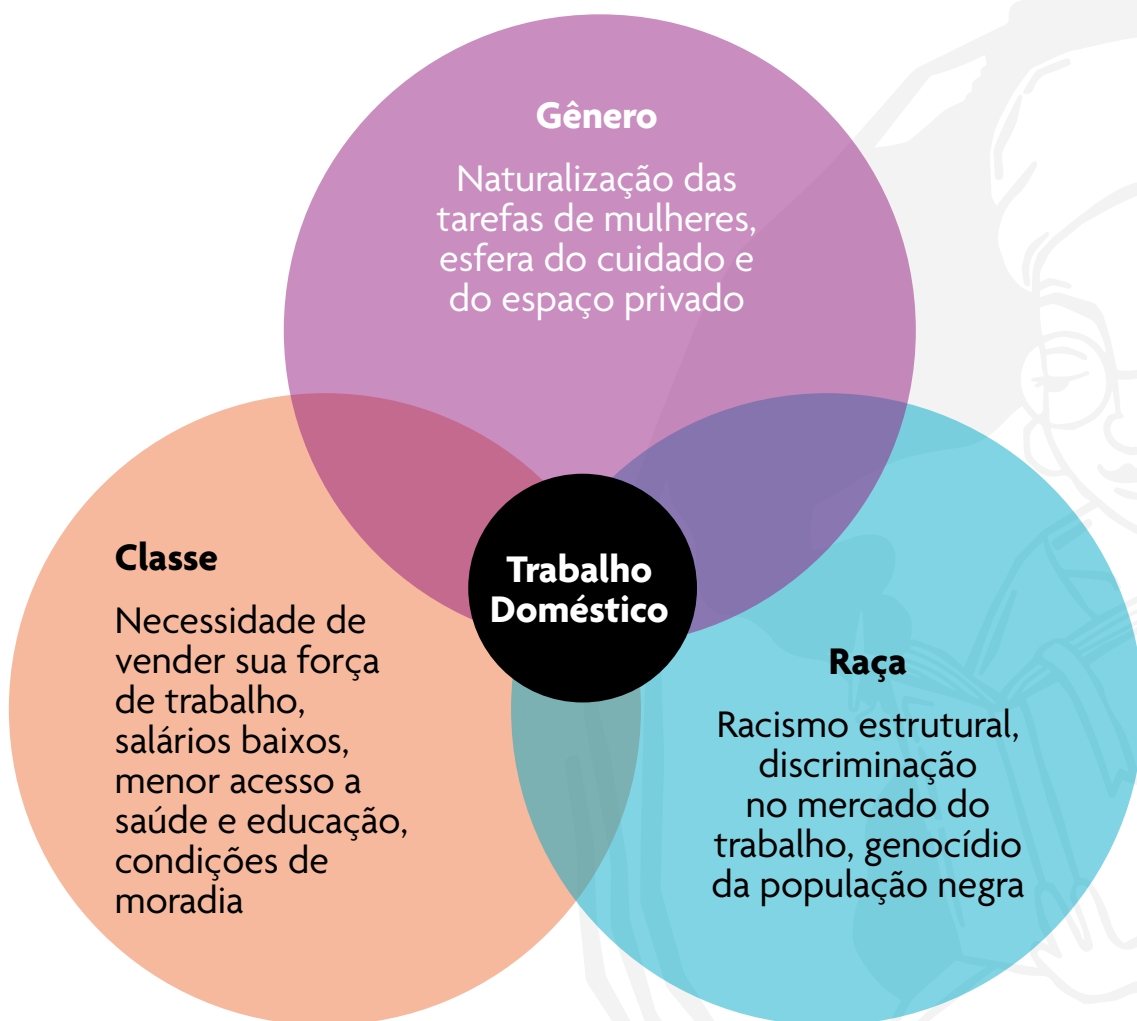 Gênero
Naturalização das
tarefas de mulheres,
esfera do cuidado e
do espaço privado
Classe
Necessidade de
vender sua força
de trabalho,
salários baixos,
menor acesso a
saúde e educação,
condições de
moradia
Trabalho
Doméstico
Raça
Racismo estrutural,
discriminação
no mercado do
trabalho, genocídio
da população negra